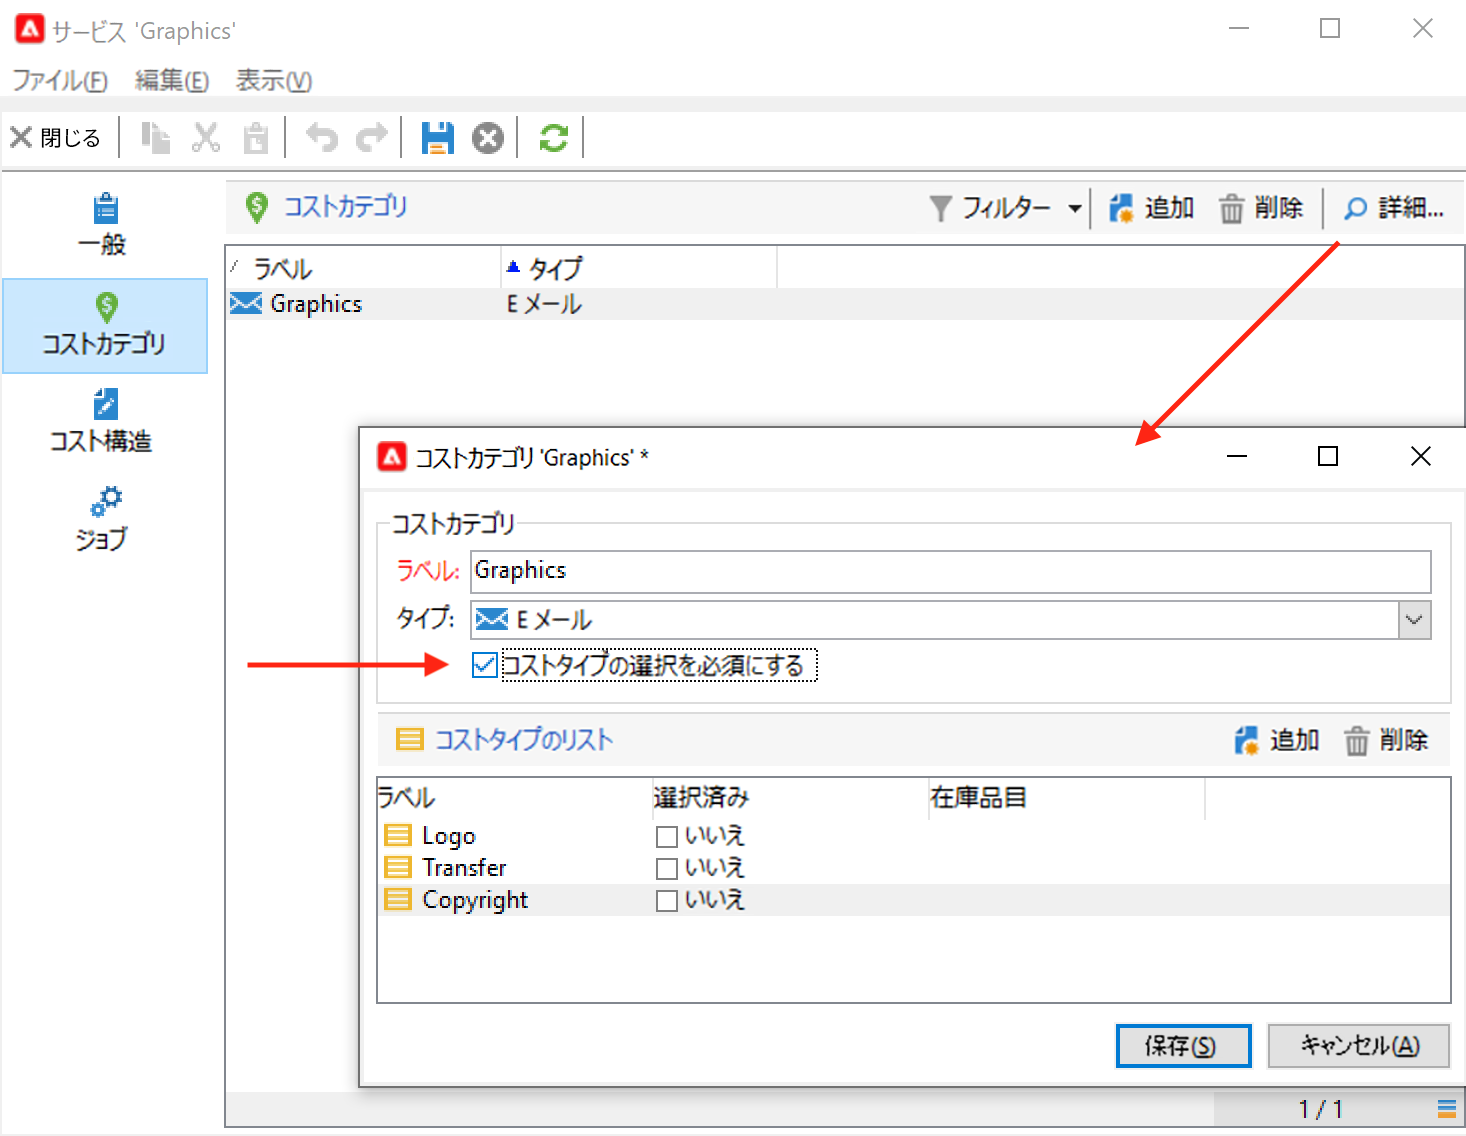 サービス 'Graphics'
ファイル(F) 編集(E) 表示(V)
閉じる
一般
コストカテゴリ
コスト構造
ジョブ
コストカテゴリ フィルター 追加 削除 詳細...
ラベル タイプ
Graphics E メール
コストカテゴリ 'Graphics' *
コストカテゴリ
ラベル: Graphics
タイプ: E メール
コストタイプの選択を必須にする
コストタイプのリスト 追加 削除
ラベル 選択済み 在庫品目
Logo いいえ
Transfer いいえ
Copyright いいえ
保存(S) キャンセル(A)
1 / 1